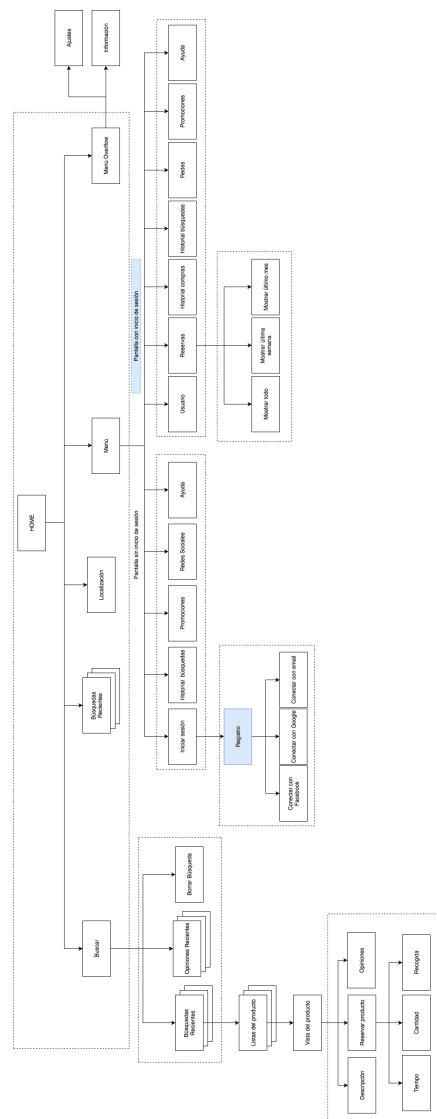 HOME
Buscar
Búsquedas
Recientes
Localización
Menú
Menú Overflow
Ajustes
Información
Pantalla sin inicio de sesión
Pantalla con inicio de sesión
Borrar Búsqueda
Opiniones Recientes
Búsquedas
Recientes
Iniciar sesión
Historial búsquedas
Promociones
Redes Sociales
Ayuda
Usuario
Reservas
Historial compras
Historial búsquedas
Redes
Promociones
Ayuda
Listas del producto
Registro
Mostrar todo
Mostrar última
semana
Mostrar último mes
Vista del producto
Conectar con
Facebook
Conectar con Google
Conectar con email
Descripción
Reservar producto
Opiniones
Tiempo
Cantidad
Recogida